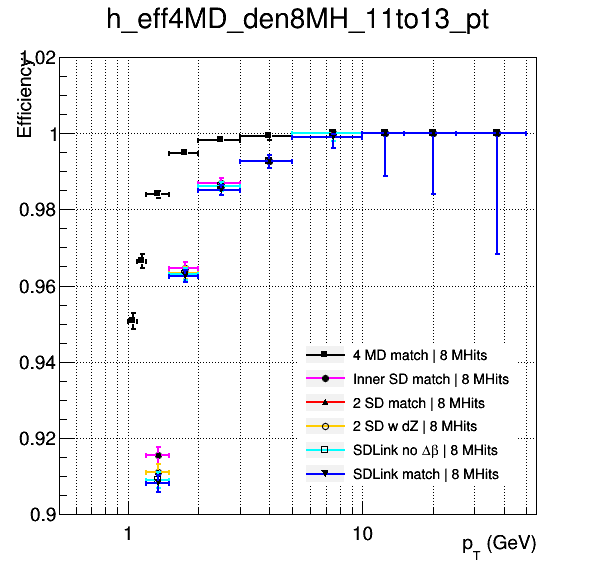 h_eff4MD_den8MH_11to13_pt
Efficiency
1.02
1
0.98
0.96
0.94
0.92
0.9
4 MD match | 8 MHits
Inner SD match | 8 MHits
2 SD match | 8 MHits
2 SD w dZ | 8 MHits
SDLink no Δβ | 8 MHits
SDLink match | 8 MHits
1
10
p_T (GeV)